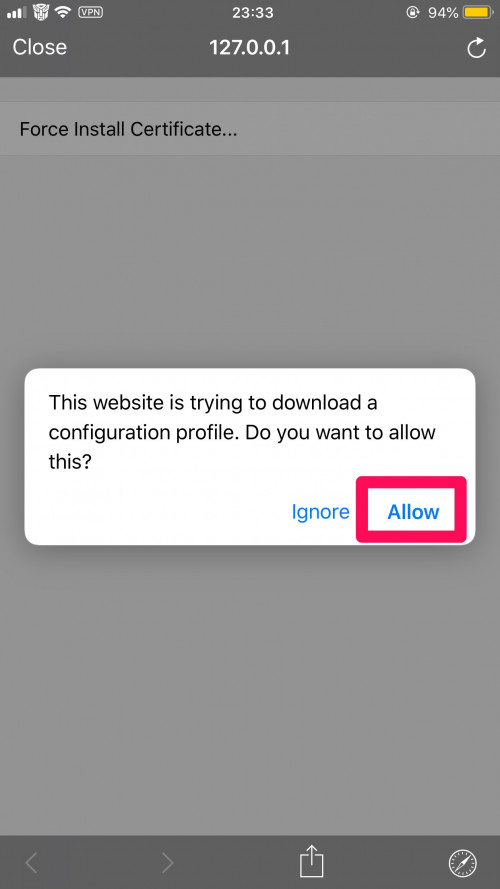 VPN 23:33 94%
Close 127.0.0.1
Force Install Certificate...
This website is trying to download a
configuration profile. Do you want to allow
this?
Ignore Allow